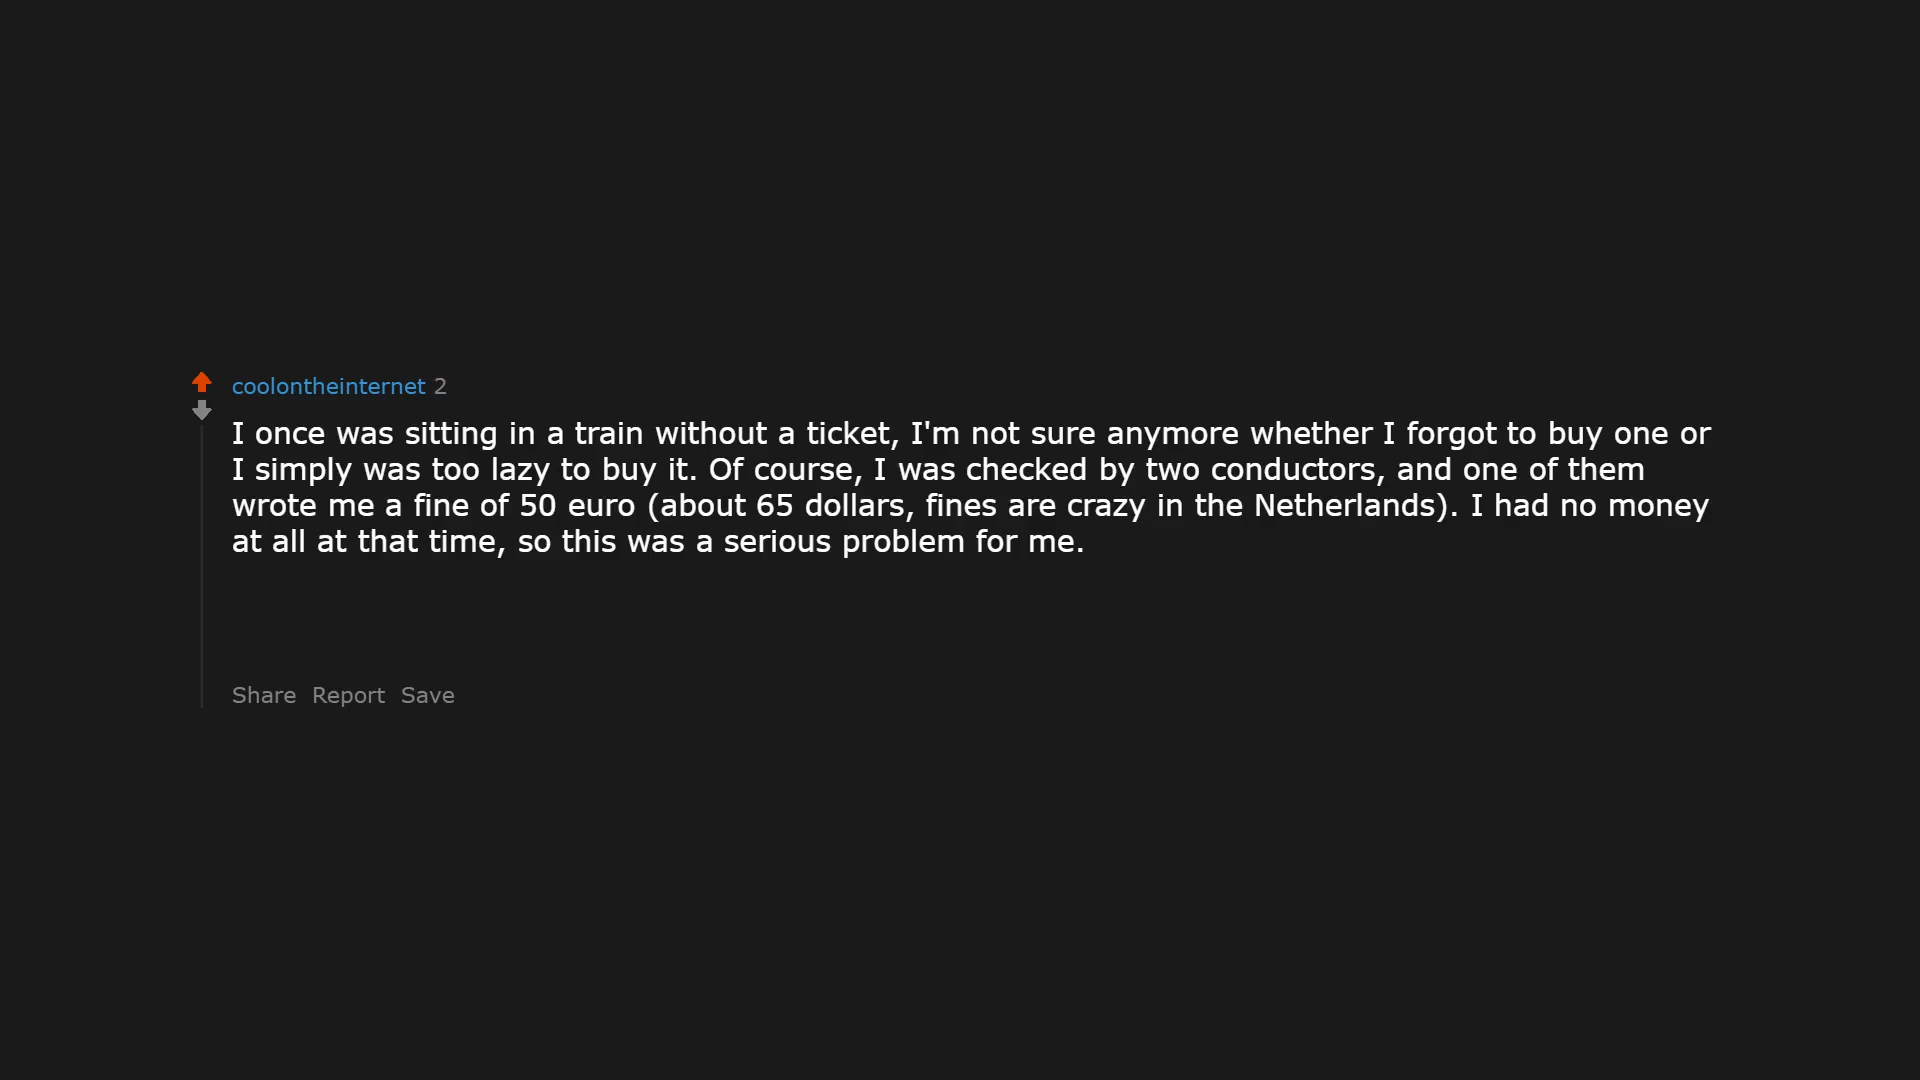 coolontheinternet 2
I once was sitting in a train without a ticket, I'm not sure anymore whether I forgot to buy one or
I simply was too lazy to buy it. Of course, I was checked by two conductors, and one of them
wrote me a fine of 50 euro (about 65 dollars, fines are crazy in the Netherlands). I had no money
at all at that time, so this was a serious problem for me.
Share Report Save